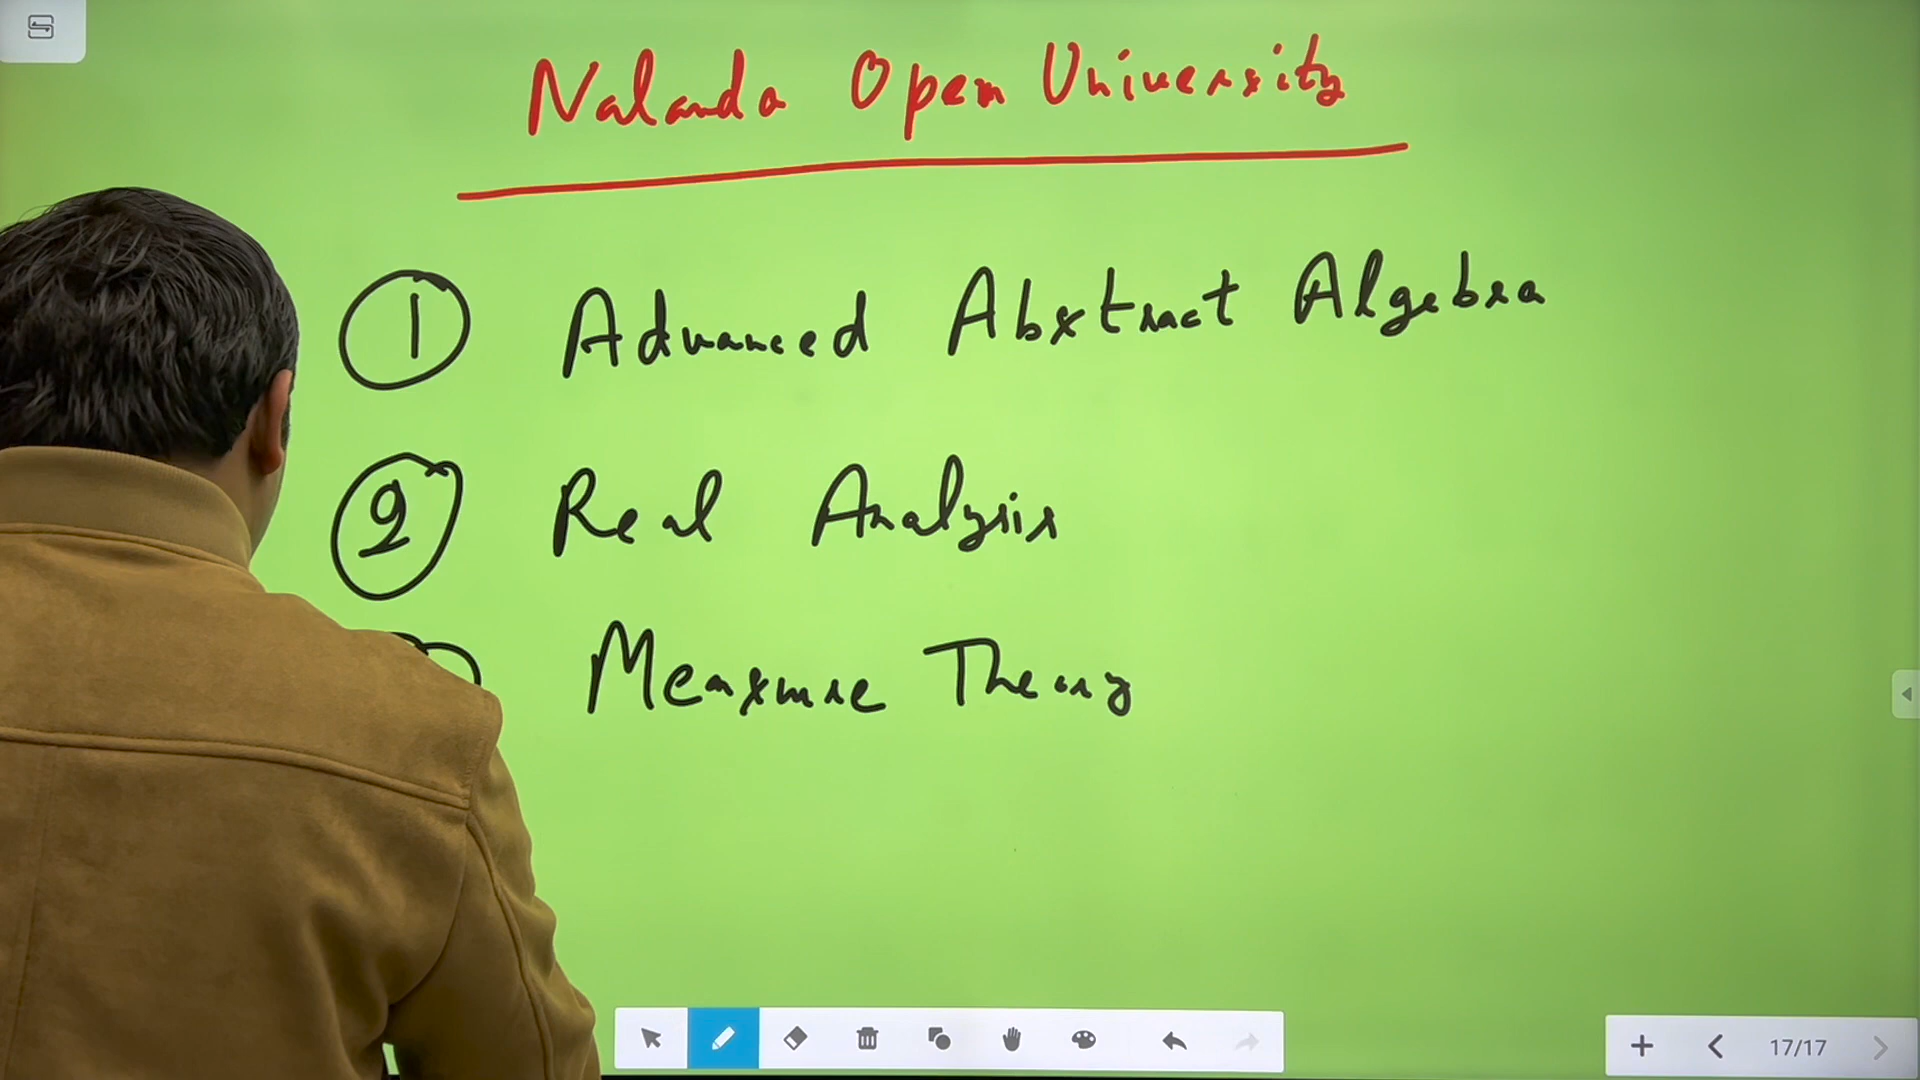 Nalanda Open University
1 Advanced Abstract Algebra
2 Real Analysis
Measure Theory
17/17